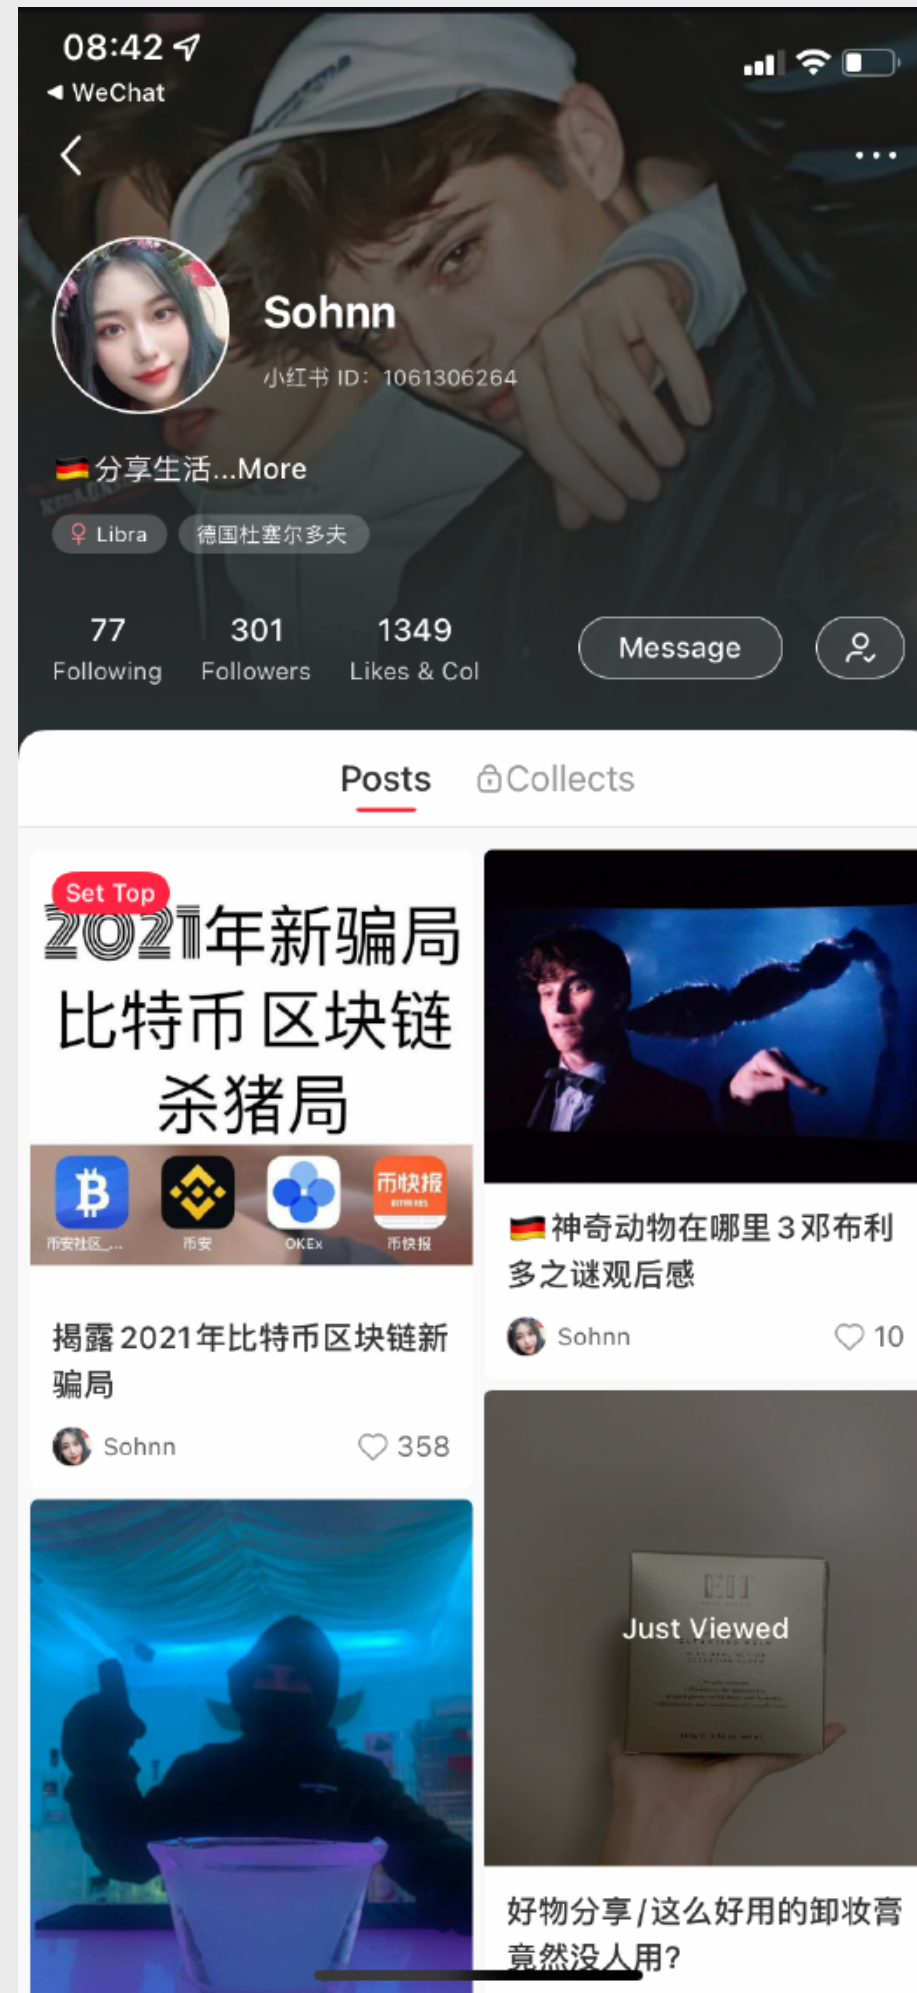 08:42
WeChat
Sohnn
小红书 ID：1061306264
分享生活...More
Libra
德国杜塞尔多夫
77
301
1349
Following
Followers
Likes & Col
Message
Posts
Collects
Set Top
2021年新骗局
比特币区块链
杀猪局
币快报
币安社区_...
币安
OKEx
币快报
揭露2021年比特币区块链新
骗局
Sohnn
358
神奇动物在哪里3邓布利
多之谜观后感
Sohnn
10
Just Viewed
好物分享/这么好用的卸妆膏
竟然没人用?